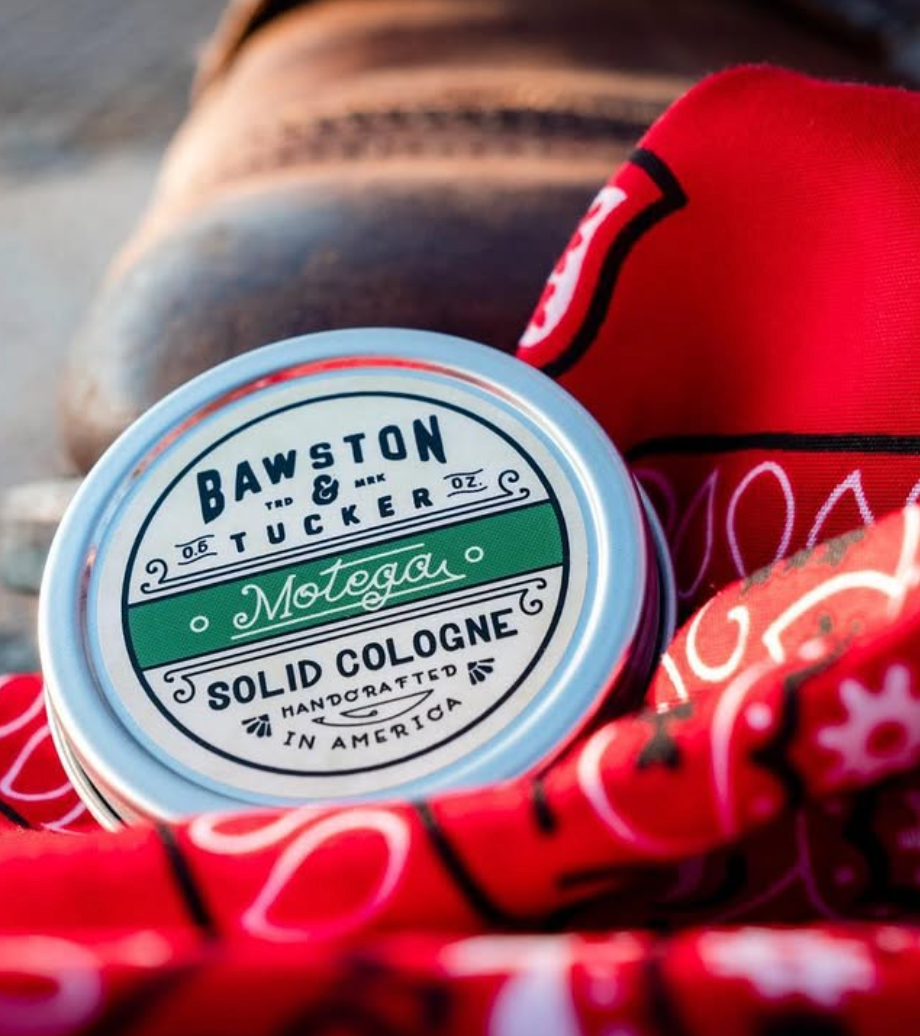 BAWSTON
TRD & MRK
TUCKER
0.6 OZ.
Motega
SOLID COLOGNE
HANDCRAFTED
IN AMERICA